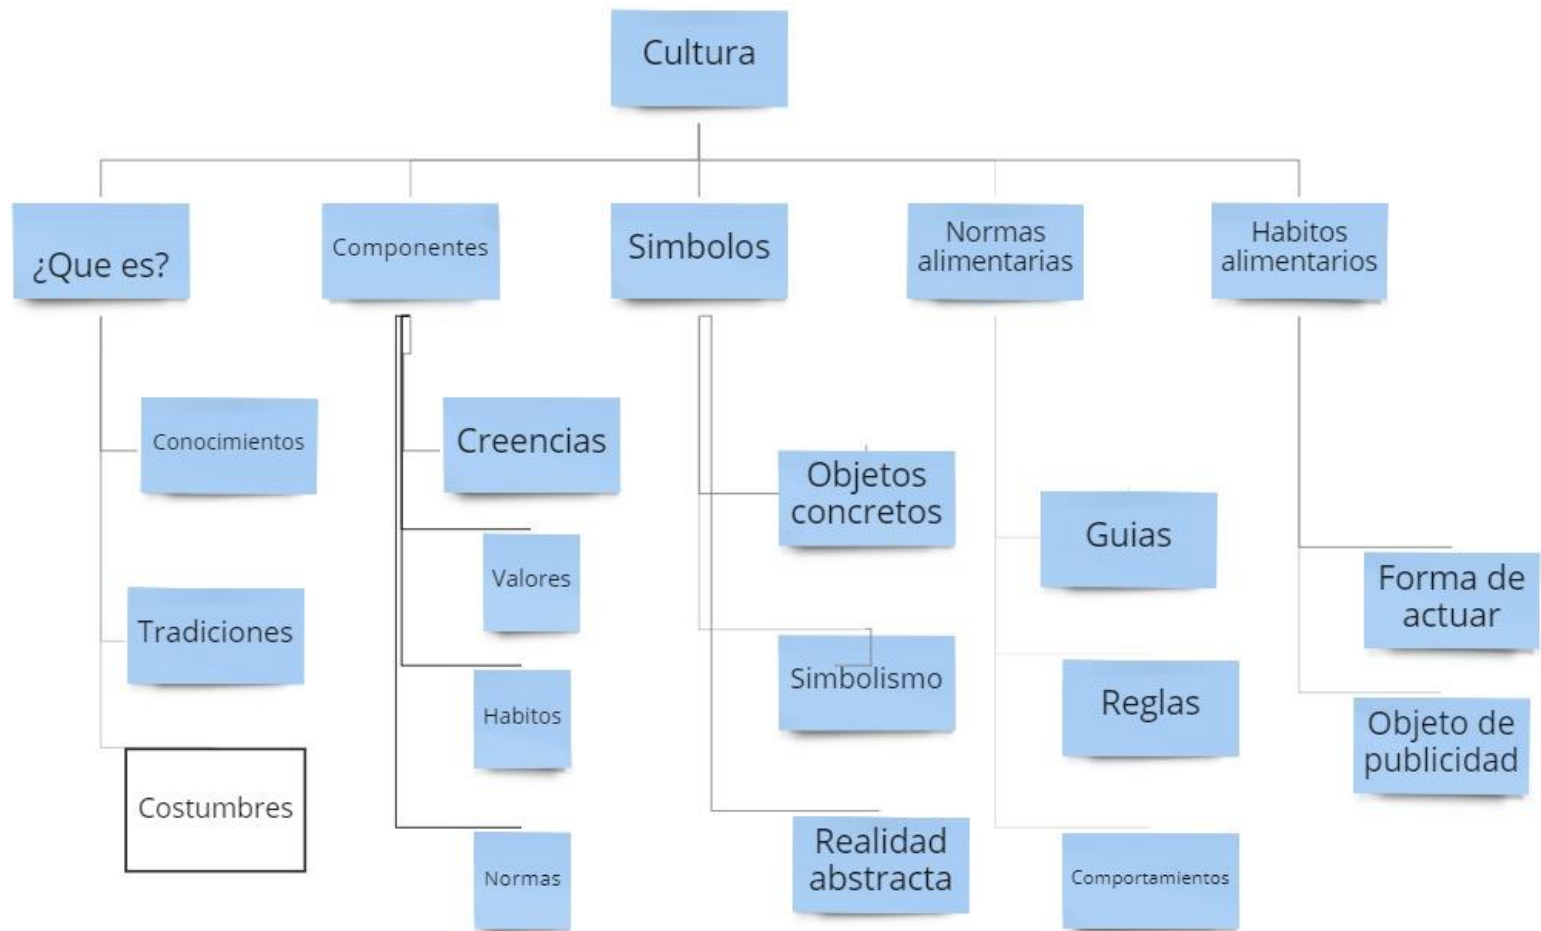 Cultura
¿Que es?
Componentes
Simbolos
Normas
alimentarias
Habitos
alimentarios
Conocimientos
Tradiciones
Costumbres
Creencias
Valores
Habitos
Normas
Objetos
concretos
Simbolismo
Realidad
abstracta
Guias
Reglas
Comportamientos
Forma de
actuar
Objeto de
publicidad